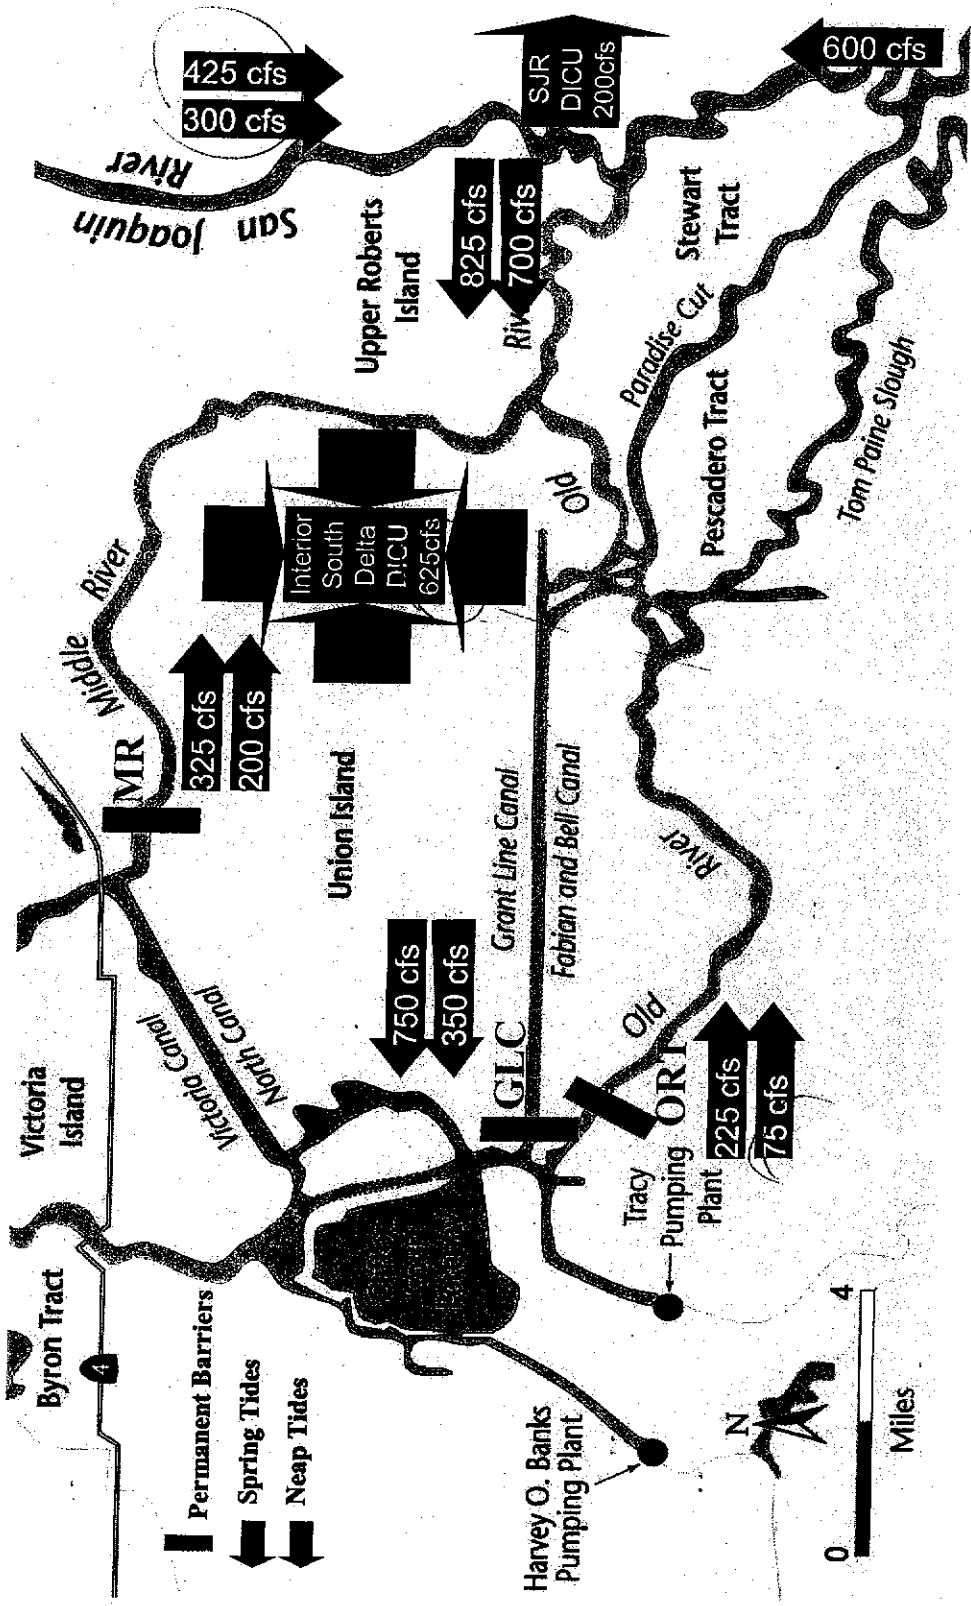 Byron Tract
4
Victoria
Island
Permanent Barriers
Spring Tides
Neap Tides
Victoria Canal
North Canal
MR
Middle
River
325 cfs
200 cfs
San Joaquin
River
425 cfs
300 cfs
Upper Roberts
Island
825 cfs
700 cfs
SJR
DICU
200cfs
Union Island
Interior
South
Delta
DICU
625cfs
750 cfs
350 cfs
GLC
Grant Line Canal
Fabian and Bell Canal
Old
Stewart
Tract
600 cfs
Paradise Cut
Pescadero Tract
Tom Paine Slough
Harvey O. Banks
Pumping Plant
Tracy
Pumping
Plant
ORT
Old
River
225 cfs
75 cfs
N
0
4
Miles